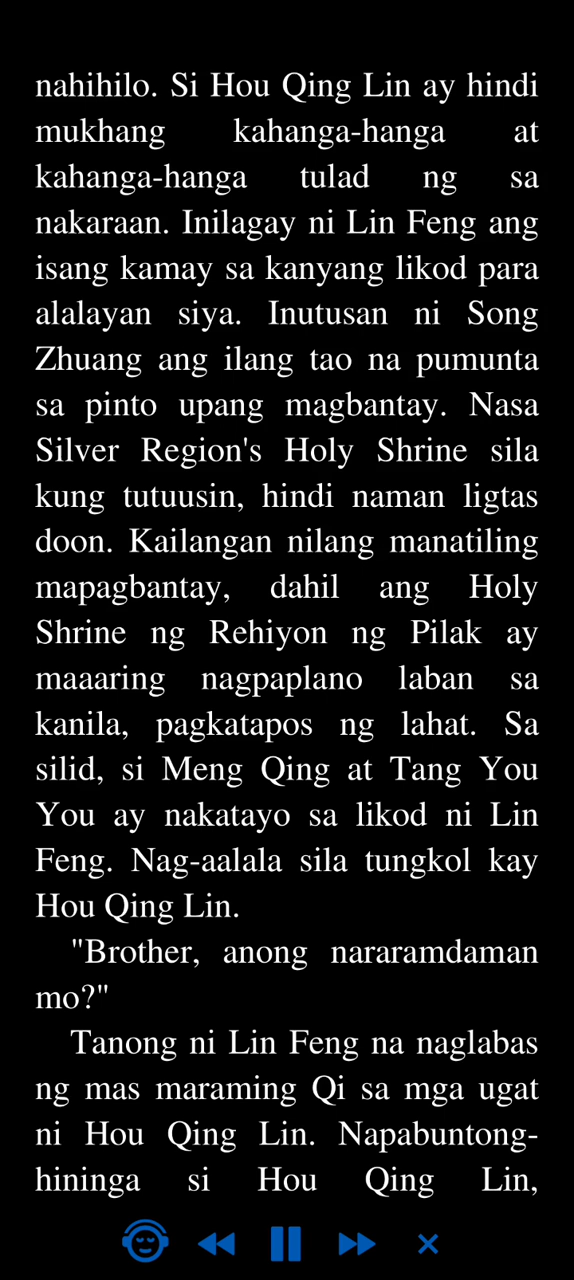 nahihilo. Si Hou Qing Lin ay hindi
mukhang kahanga-hanga at
kahanga-hanga tulad ng sa
nakaraan. Inilagay ni Lin Feng ang
isang kamay sa kanyang likod para
alalayan siya. Inutusan ni Song
Zhuang ang ilang tao na pumunta
sa pinto upang magbantay. Nasa
Silver Region's Holy Shrine sila
kung tutuusin, hindi naman ligtas
doon. Kailangan nilang manatiling
mapagbantay, dahil ang Holy
Shrine ng Rehiyon ng Pilak ay
maaaring nagpaplano laban sa
kanila, pagkatapos ng lahat. Sa
silid, si Meng Qing at Tang You
You ay nakatayo sa likod ni Lin
Feng. Nag-aalala sila tungkol kay
Hou Qing Lin.
"Brother, anong nararamdaman
mo?"
Tanong ni Lin Feng na naglabas
ng mas maraming Qi sa mga ugat
ni Hou Qing Lin. Napabuntong-
hininga si Hou Qing Lin,